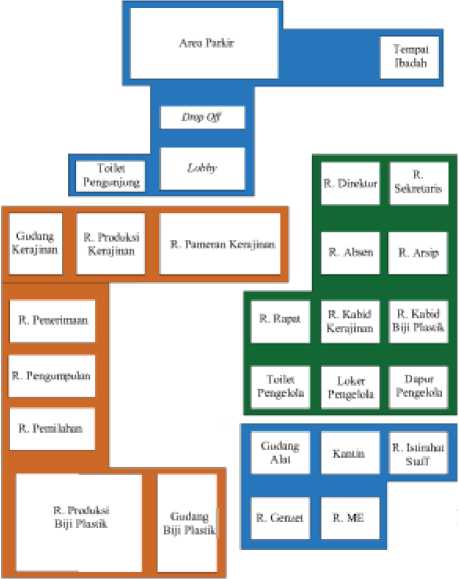 Area Parkir
Tempat
Ibadah
Drop Off
Toilet
Pengunjung
Lobby
R. Direktur
R.
Sekretaris
Gudang
Kerajinan
R. Produksi
Kerajinan
R. Pameran Kerajinan
R. Absen
R. Arsip
R. Penerimaan
R. Rapat
R. Kabid
Kerajinan
R. Kabid
Biji Plastik
R. Pengumpulan
Toilet
Pengelola
Loker
Pengelola
Dapur
Pengelola
R. Pemilahan
Gudang
Alat
Kantin
R. Istirahat
Staff
R. Produksi
Biji Plastik
Gudang
Biji Plastik
R. Genset
R. ME